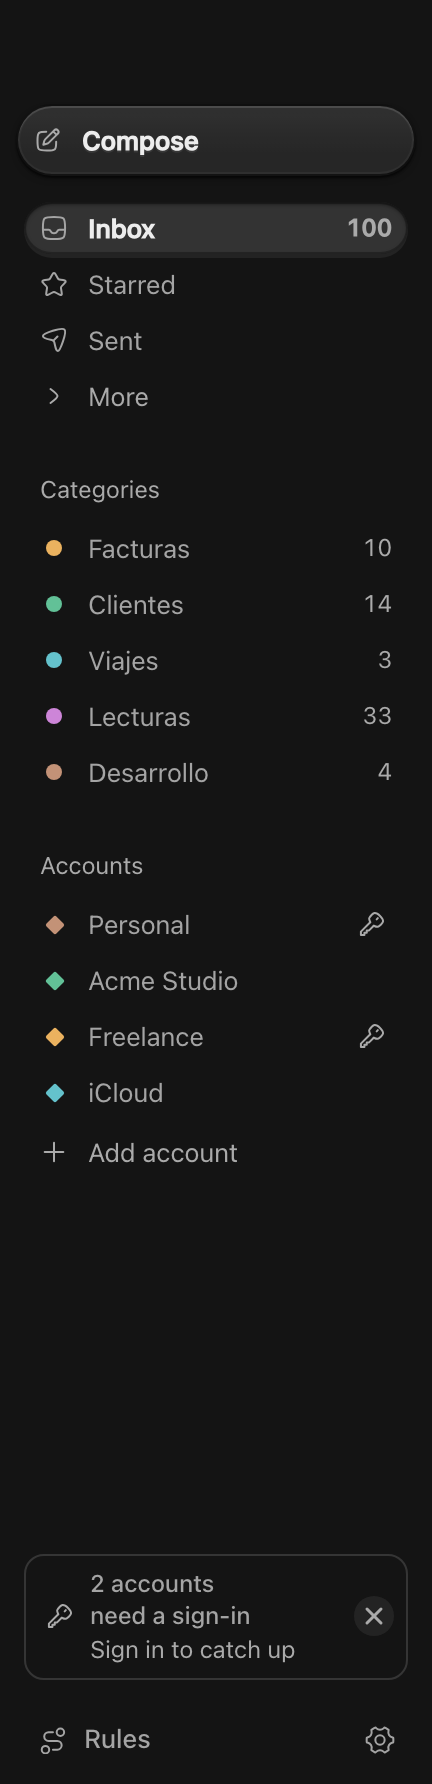 Compose
Inbox 100
Starred
Sent
More
Categories
Facturas 10
Clientes 14
Viajes 3
Lecturas 33
Desarrollo 4
Accounts
Personal
Acme Studio
Freelance
iCloud
Add account
2 accounts
need a sign-in
Sign in to catch up
Rules